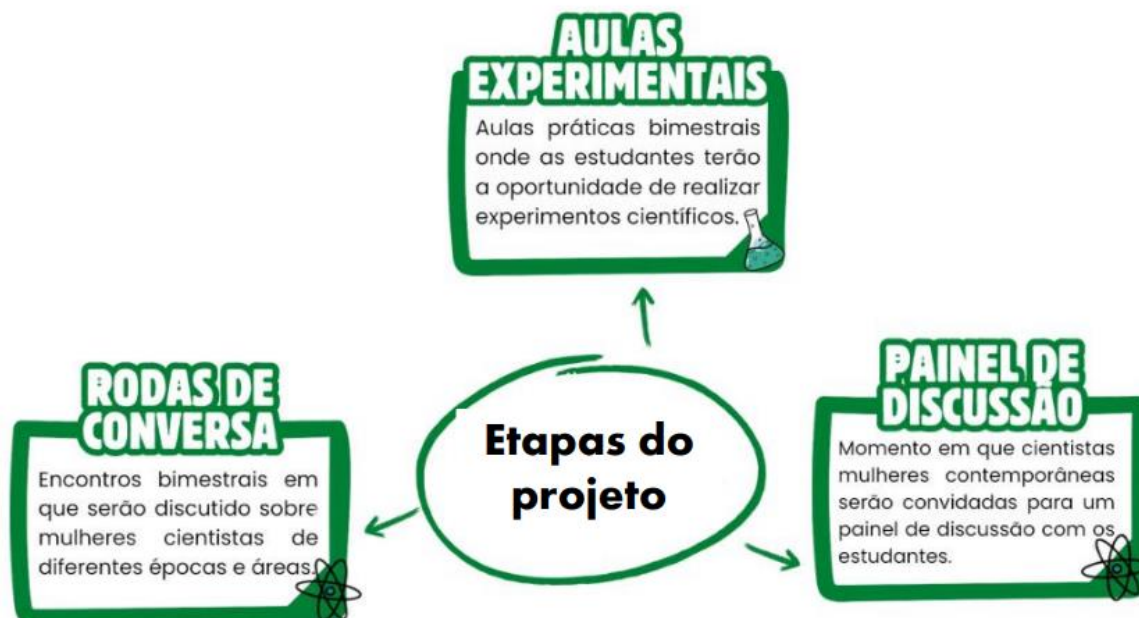 AULAS
EXPERIMENTAIS
Aulas práticas bimestrais
onde as estudantes terão
a oportunidade de realizar
experimentos científicos.
RODAS DE
CONVERSA
Encontros bimestrais em
que serão discutido sobre
mulheres cientistas de
diferentes épocas e áreas.
Etapas do
projeto
PAINEL DE
DISCUSSÃO
Momento em que cientistas
mulheres contemporâneas
serão convidadas para um
painel de discussão com os
estudantes.